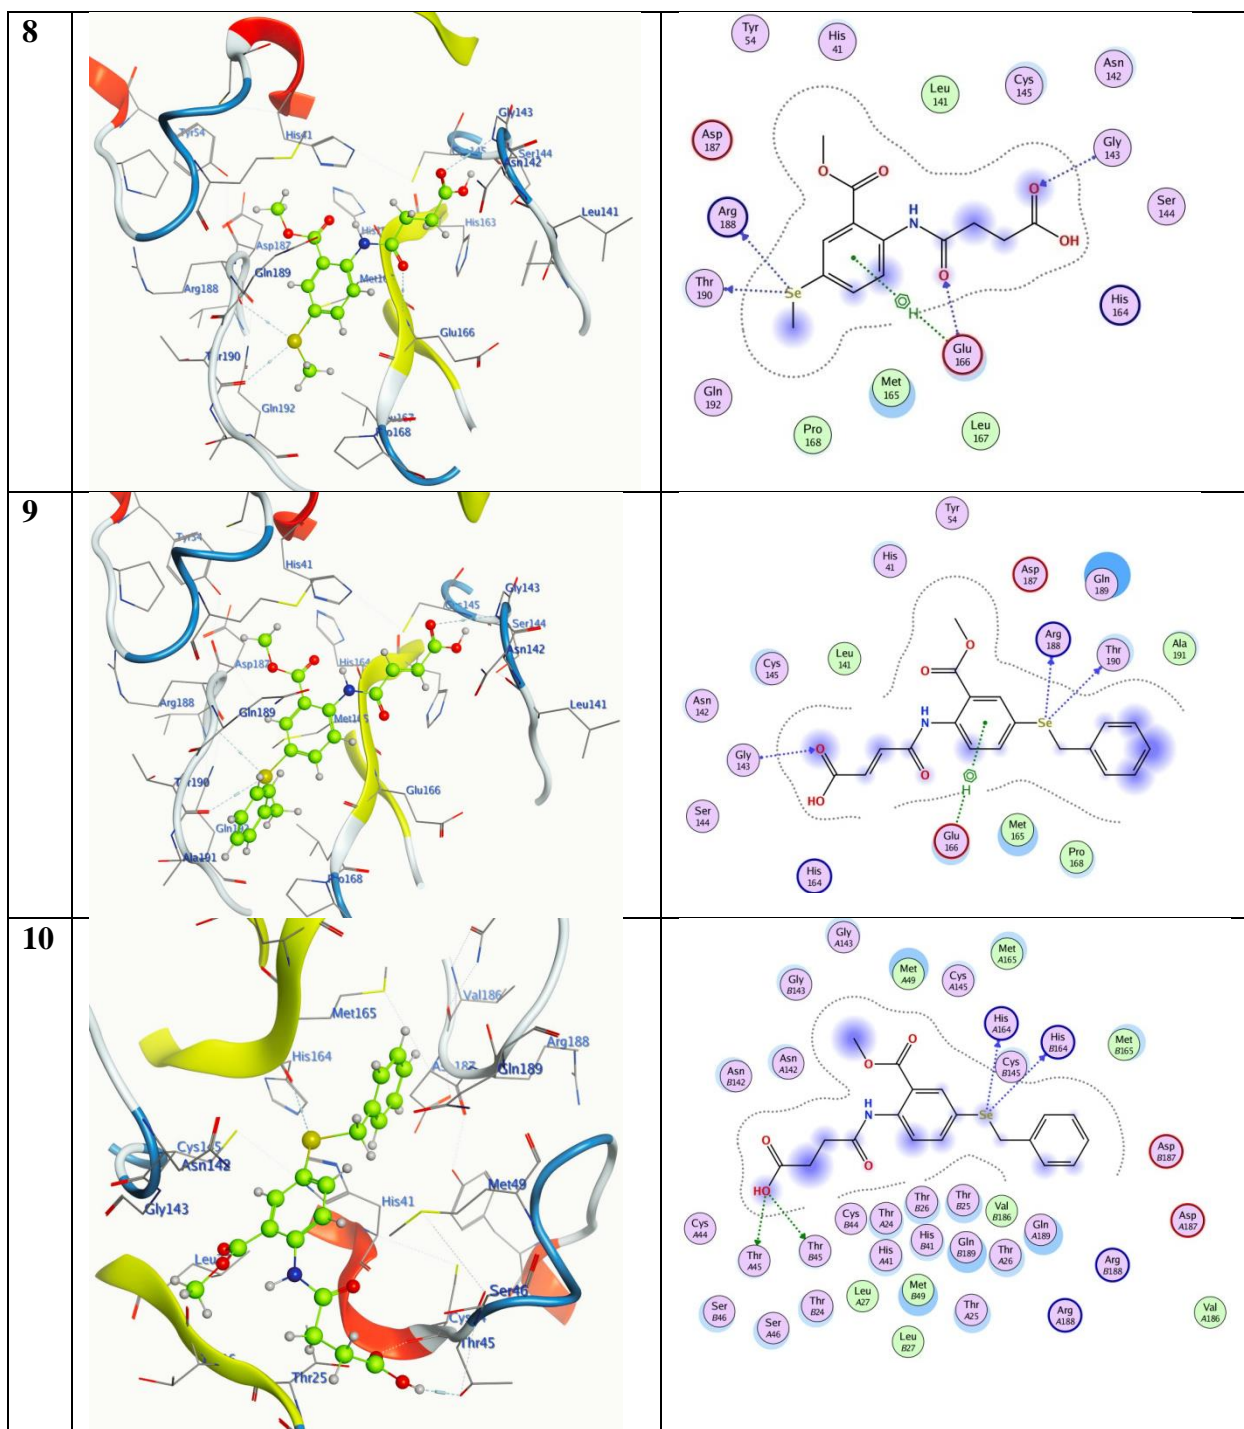 8
Tyr54
His41
Gly143
Ser144
Asn142
Leu141
His163
Asp187
Gln189
Arg188
Glu166
Gln192
Pro168
Tyr
54
His
41
Leu
141
Cys
145
Asn
142
Asp
187
Gly
143
Arg
188
Ser
144
O
O
O
NH
O
OH
O
Thr
190
Se
H
His
164
Glu
166
Gln
192
Met
165
Pro
168
Leu
167
9
Tyr54
His41
Gly143
Ser144
Asn142
Asp187
His164
Arg188
Gln189
Leu141
Glu166
Ala191
Tyr
54
His
41
Asp
187
Gln
189
Arg
188
Thr
190
Ala
191
Leu
141
Cys
145
Asn
142
O
O
NH
Se
Gly
143
O
O
HO
H
Ser
144
Glu
166
Met
165
Pro
168
His
164
10
Val186
Met165
Arg188
His164
Gln189
Cys145
Asn142
Met49
Gly143
His41
Ser46
Thr45
Thr25
Gly
A143
Met
A49
Met
A165
Gly
B143
Cys
A145
His
A164
His
B164
Met
B165
Asn
B142
Asn
A142
Cys
B145
O
O
NH
Se
O
O
HO
Asp
B187
Cys
A44
Thr
A45
Thr
B45
Cys
B44
Thr
A24
Thr
B26
Thr
B25
Val
B186
Gln
A189
Asp
A187
His
A41
His
B41
Gln
B189
Thr
A26
Arg
B188
Ser
B46
Ser
A46
Thr
B24
Leu
A27
Met
B49
Thr
A25
Arg
A188
Val
A186
Leu
B27